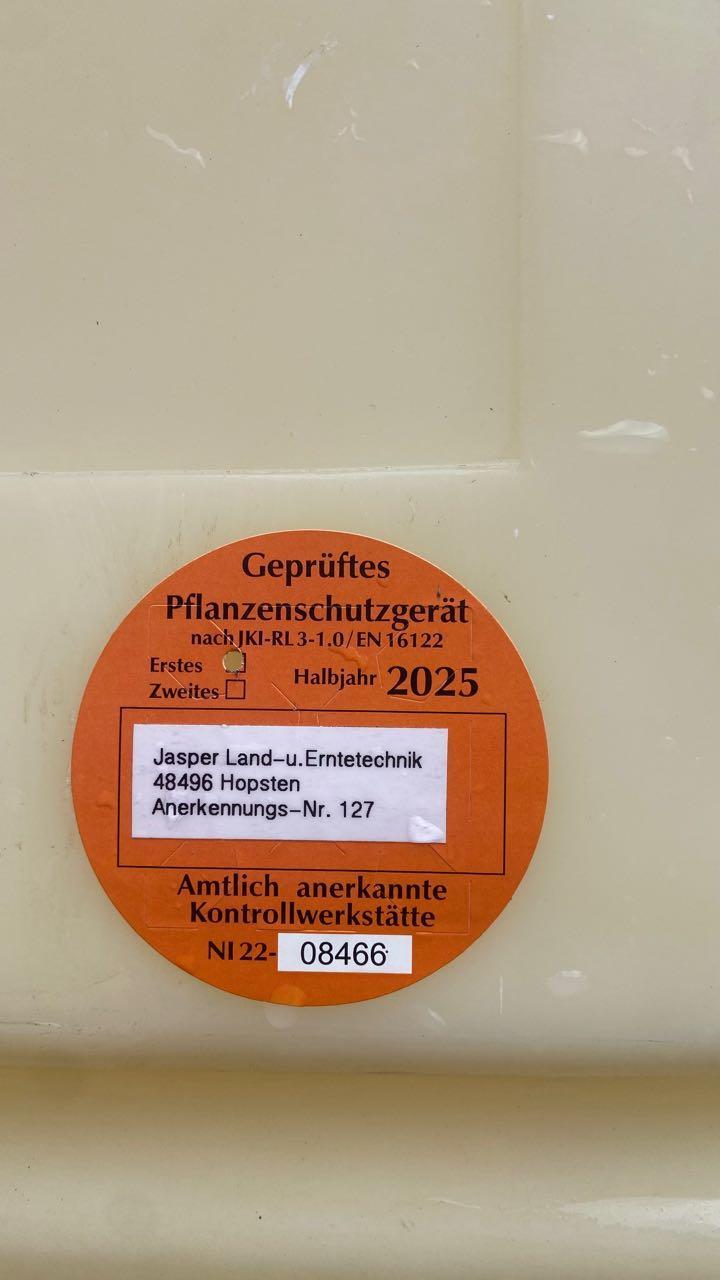 Geprüftes
Pflanzenschutzgerät
nach JKI-RL 3-1.0 / EN 16122
Erstes
Zweites
Halbjahr 2025
Jasper Land-u.Erntetechnik
48496 Hopsten
Anerkennungs-Nr. 127
Amtlich anerkannte
Kontrollwerkstätte
NI 22- 08466